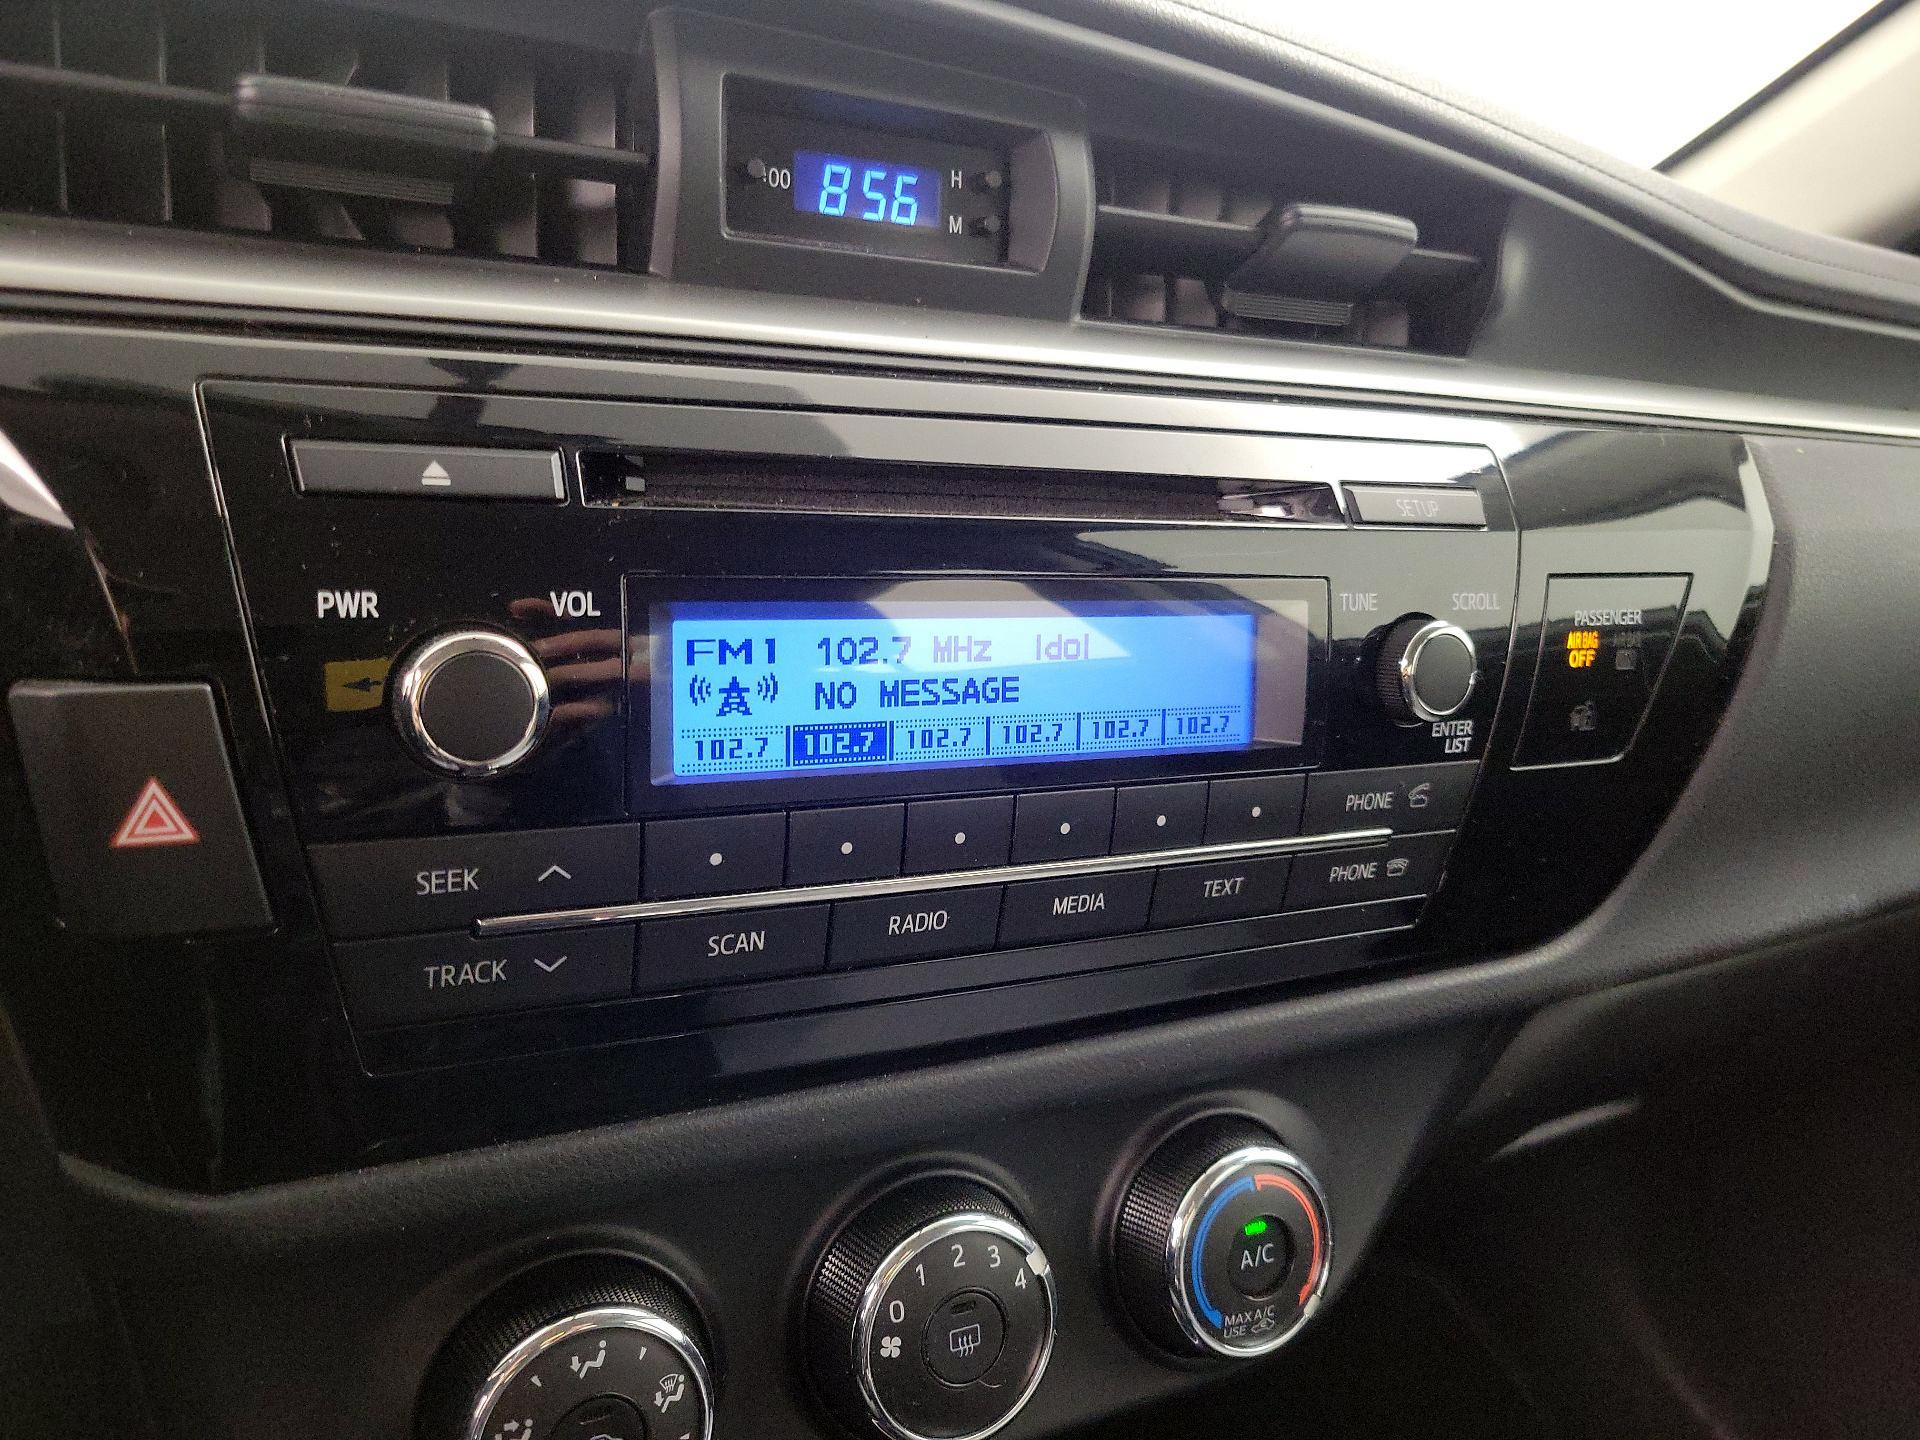 :00 856 H
M
SETUP
PWR VOL
FM1 102.7 MHz Idol
NO MESSAGE
102.7 102.7 102.7 102.7 102.7 102.7
TUNE SCROLL
ENTER
LIST
PASSENGER
AIR BAG
OFF
PHONE
SEEK
PHONE
TRACK SCAN RADIO MEDIA TEXT
0 1 2 3 4
A/C
MAX A/C
USE